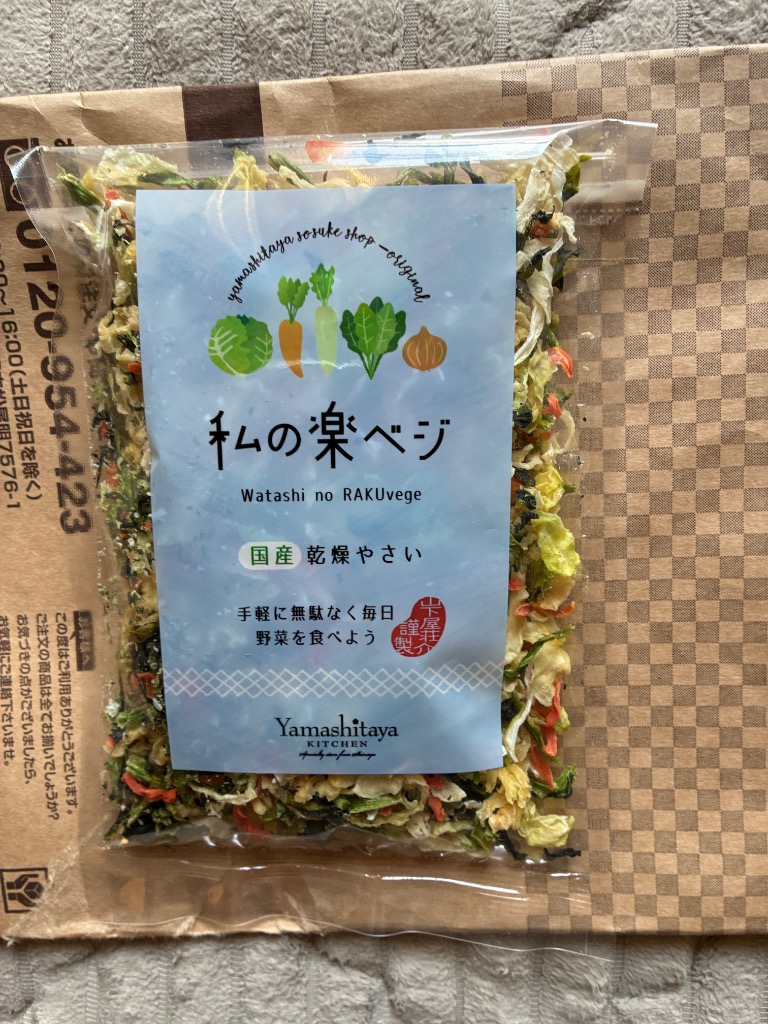 yamashitaya sosuke shop -original
私の楽ベジ
Watashi no RAKUvege
国産 乾燥やさい
手軽に無駄なく毎日
野菜を食べよう
山下屋荘介
謹製
Yamashitaya
KITCHEN
0120-954-423
16:00(土日祝日を除く)
7576-1
この度はご利用ありがとうございます。
ご注文の商品は全てお揃いでしょうか?
お気づきの点がございましたら、
お気軽にご連絡下さいませ。